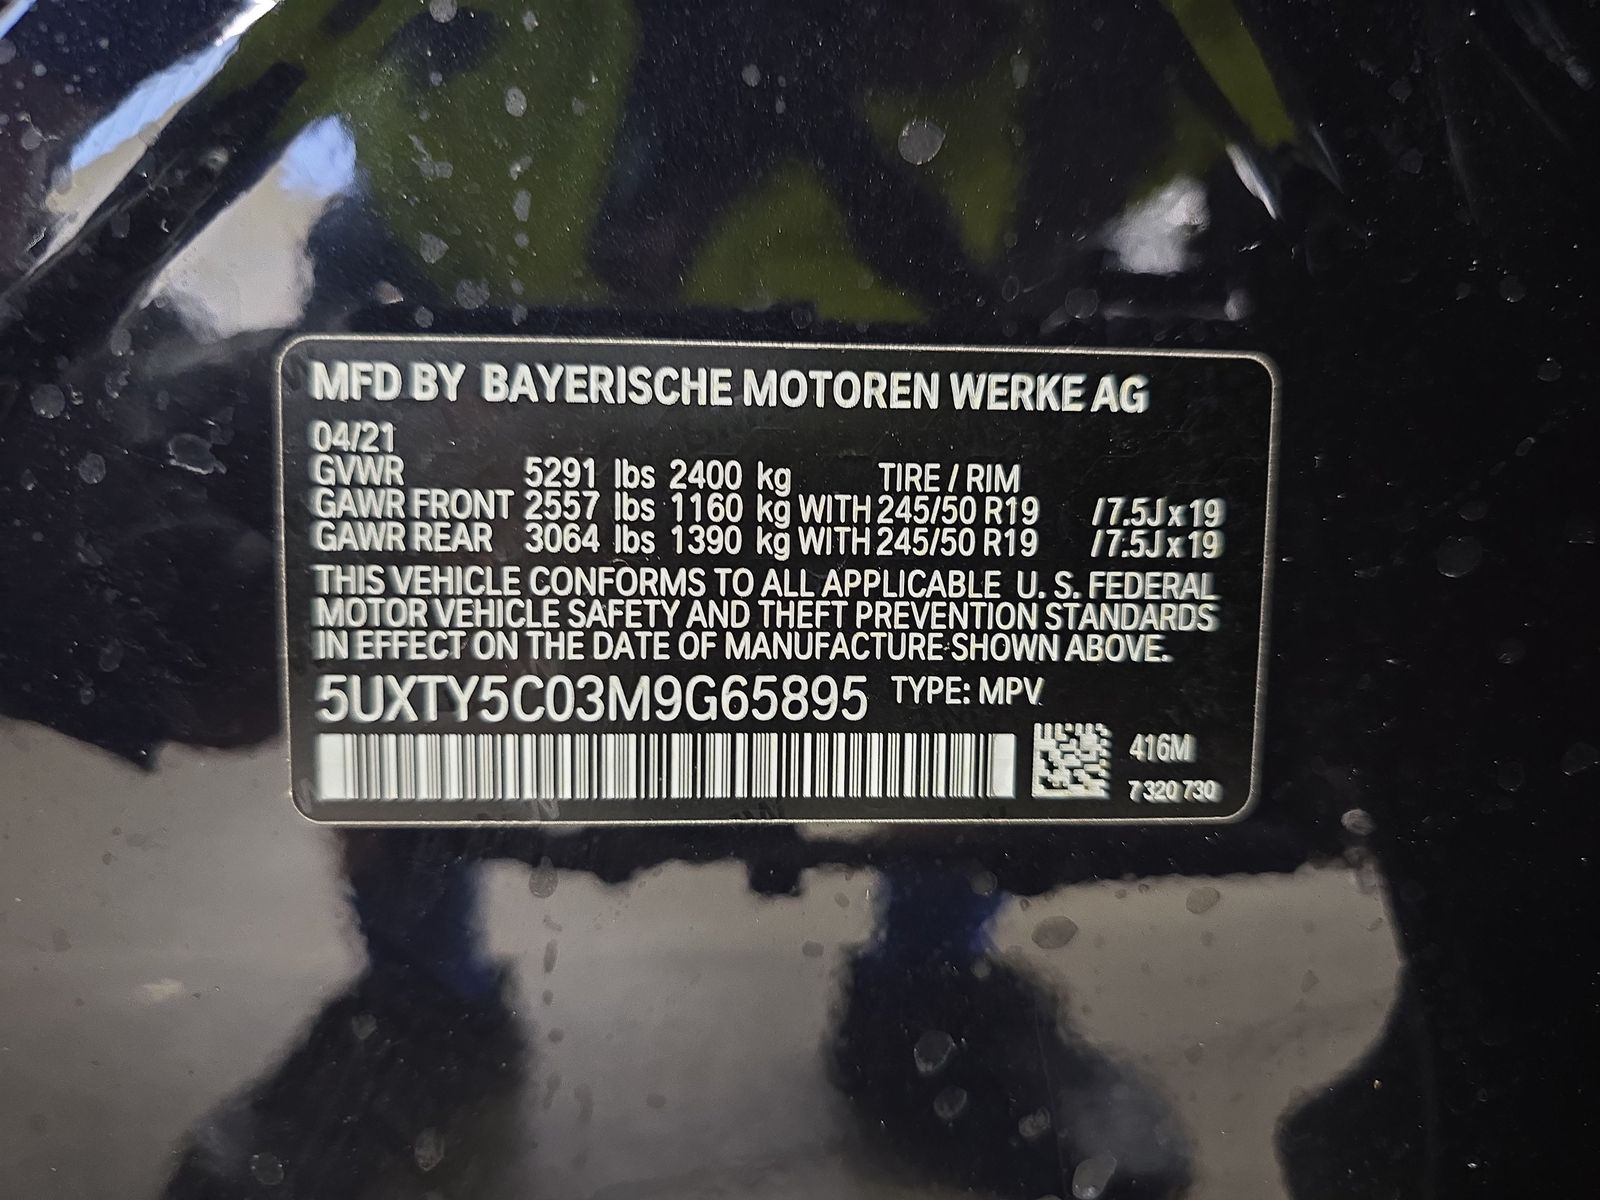 MFD BY BAYERISCHE MOTOREN WERKE AG
04/21
GVWR 5291 lbs 2400 kg TIRE / RIM
GAWR FRONT 2557 lbs 1160 kg WITH 245/50 R19 /7.5J x 19
GAWR REAR 3064 lbs 1390 kg WITH 245/50 R19 /7.5J x 19
THIS VEHICLE CONFORMS TO ALL APPLICABLE U. S. FEDERAL
MOTOR VEHICLE SAFETY AND THEFT PREVENTION STANDARDS
IN EFFECT ON THE DATE OF MANUFACTURE SHOWN ABOVE.
5UXTY5C03M9G65895 TYPE: MPV
416M
7 320 730